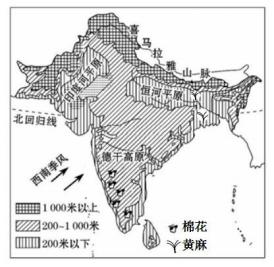 喜
马
拉
雅
山
脉
印度河平原
恒河平原
北回归线
德干高原
西南季风
1 000米以上
200~1 000米
200米以下
棉花
黄麻